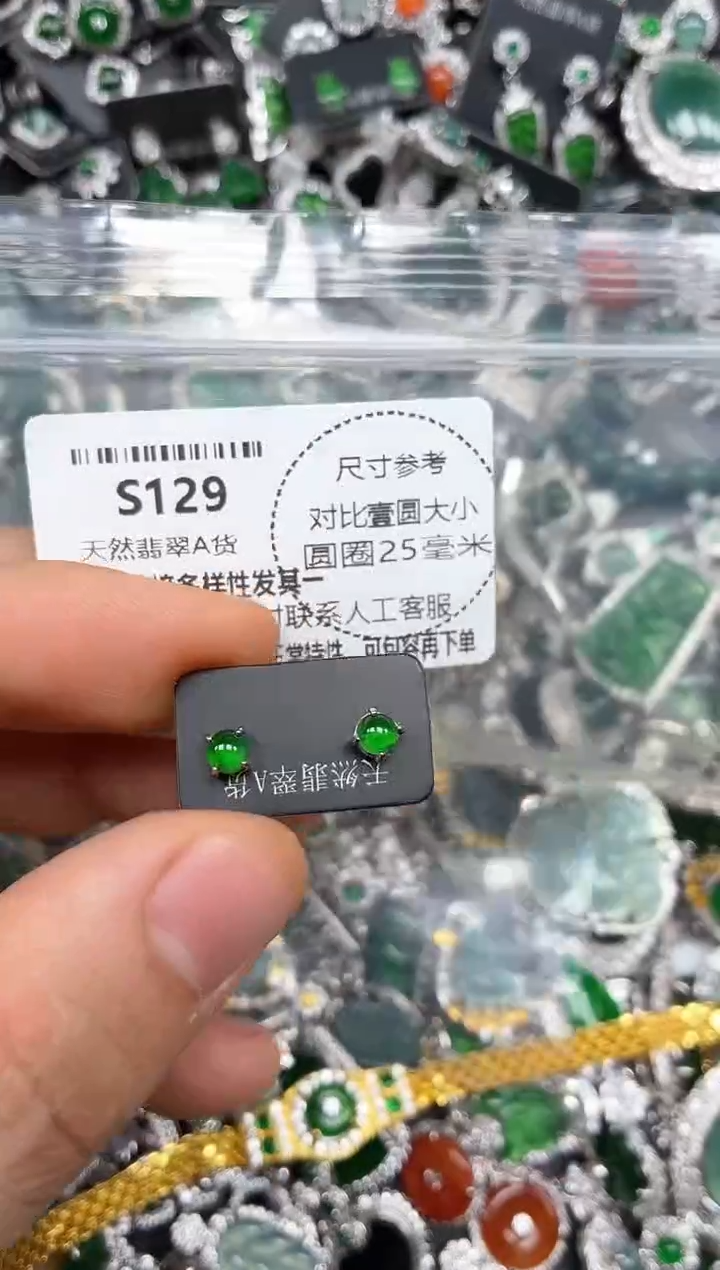 S129
天然翡翠A货
多样性发其一
联系人工客服
可包容再下单
尺寸参考
对比壹圆大小
圆圈25毫米
天然翡翠A货